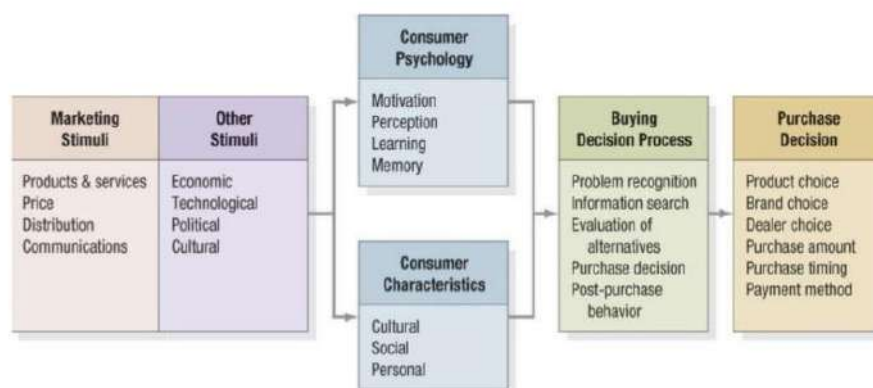 Marketing
Stimuli
Products & services
Price
Distribution
Communications
Other
Stimuli
Economic
Technological
Political
Cultural
Consumer
Psychology
Motivation
Perception
Learning
Memory
Consumer
Characteristics
Cultural
Social
Personal
Buying
Decision Process
Problem recognition
Information search
Evaluation of
alternatives
Purchase decision
Post-purchase
behavior
Purchase
Decision
Product choice
Brand choice
Dealer choice
Purchase amount
Purchase timing
Payment method